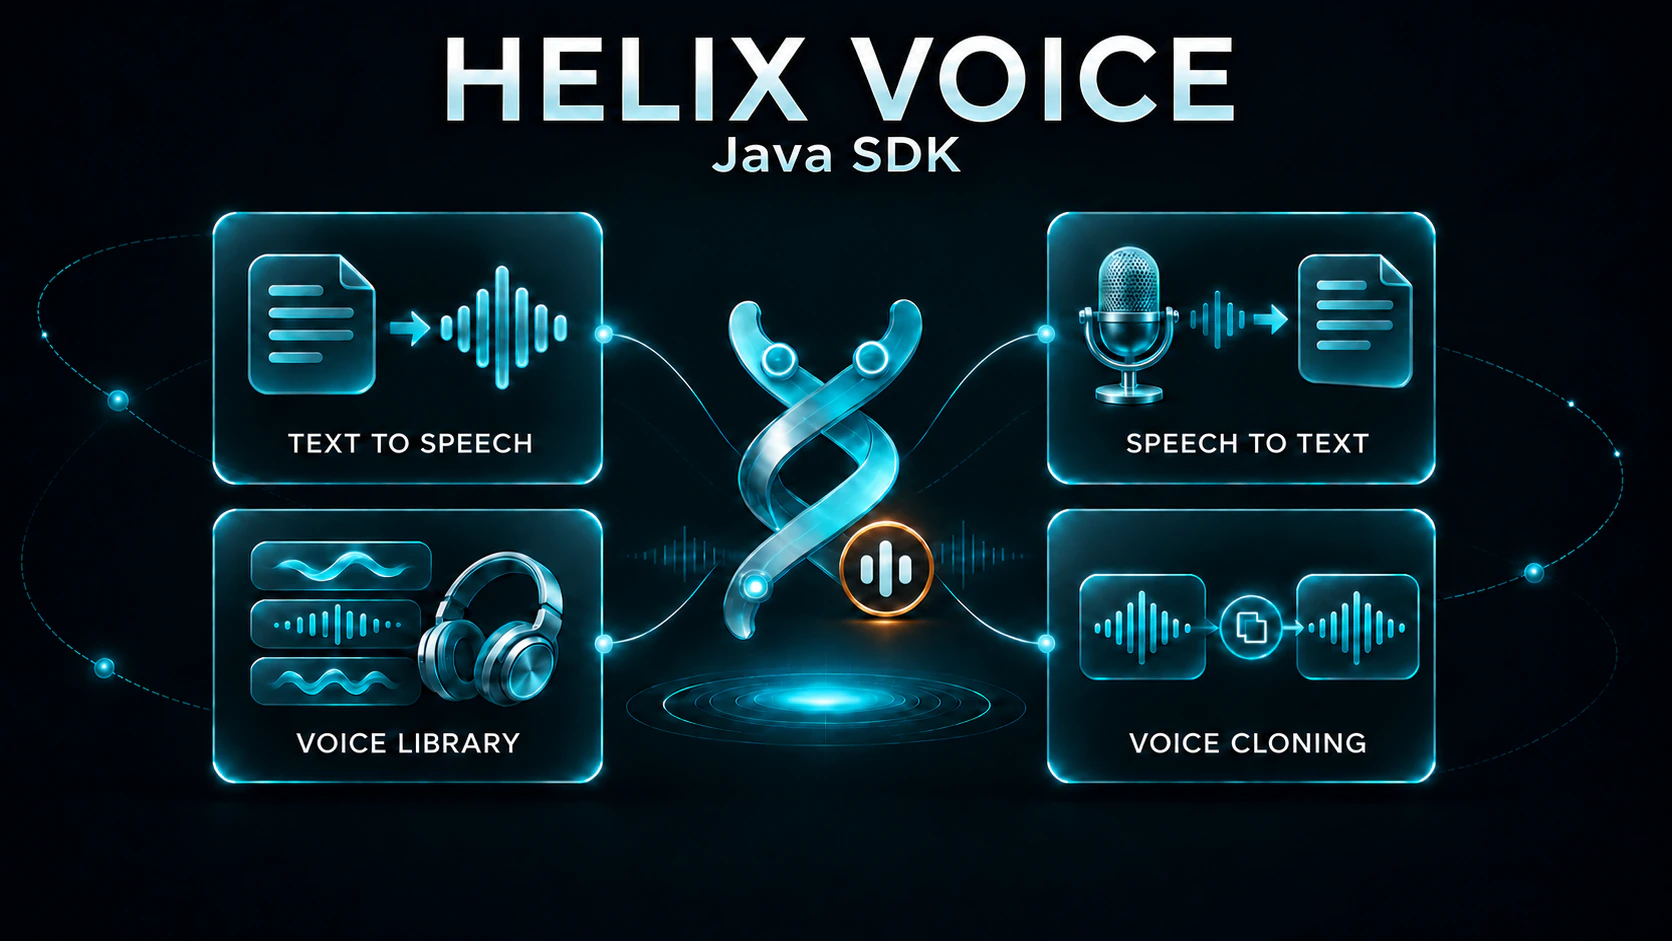 HELIX VOICE
Java SDK
TEXT TO SPEECH
SPEECH TO TEXT
VOICE LIBRARY
VOICE CLONING